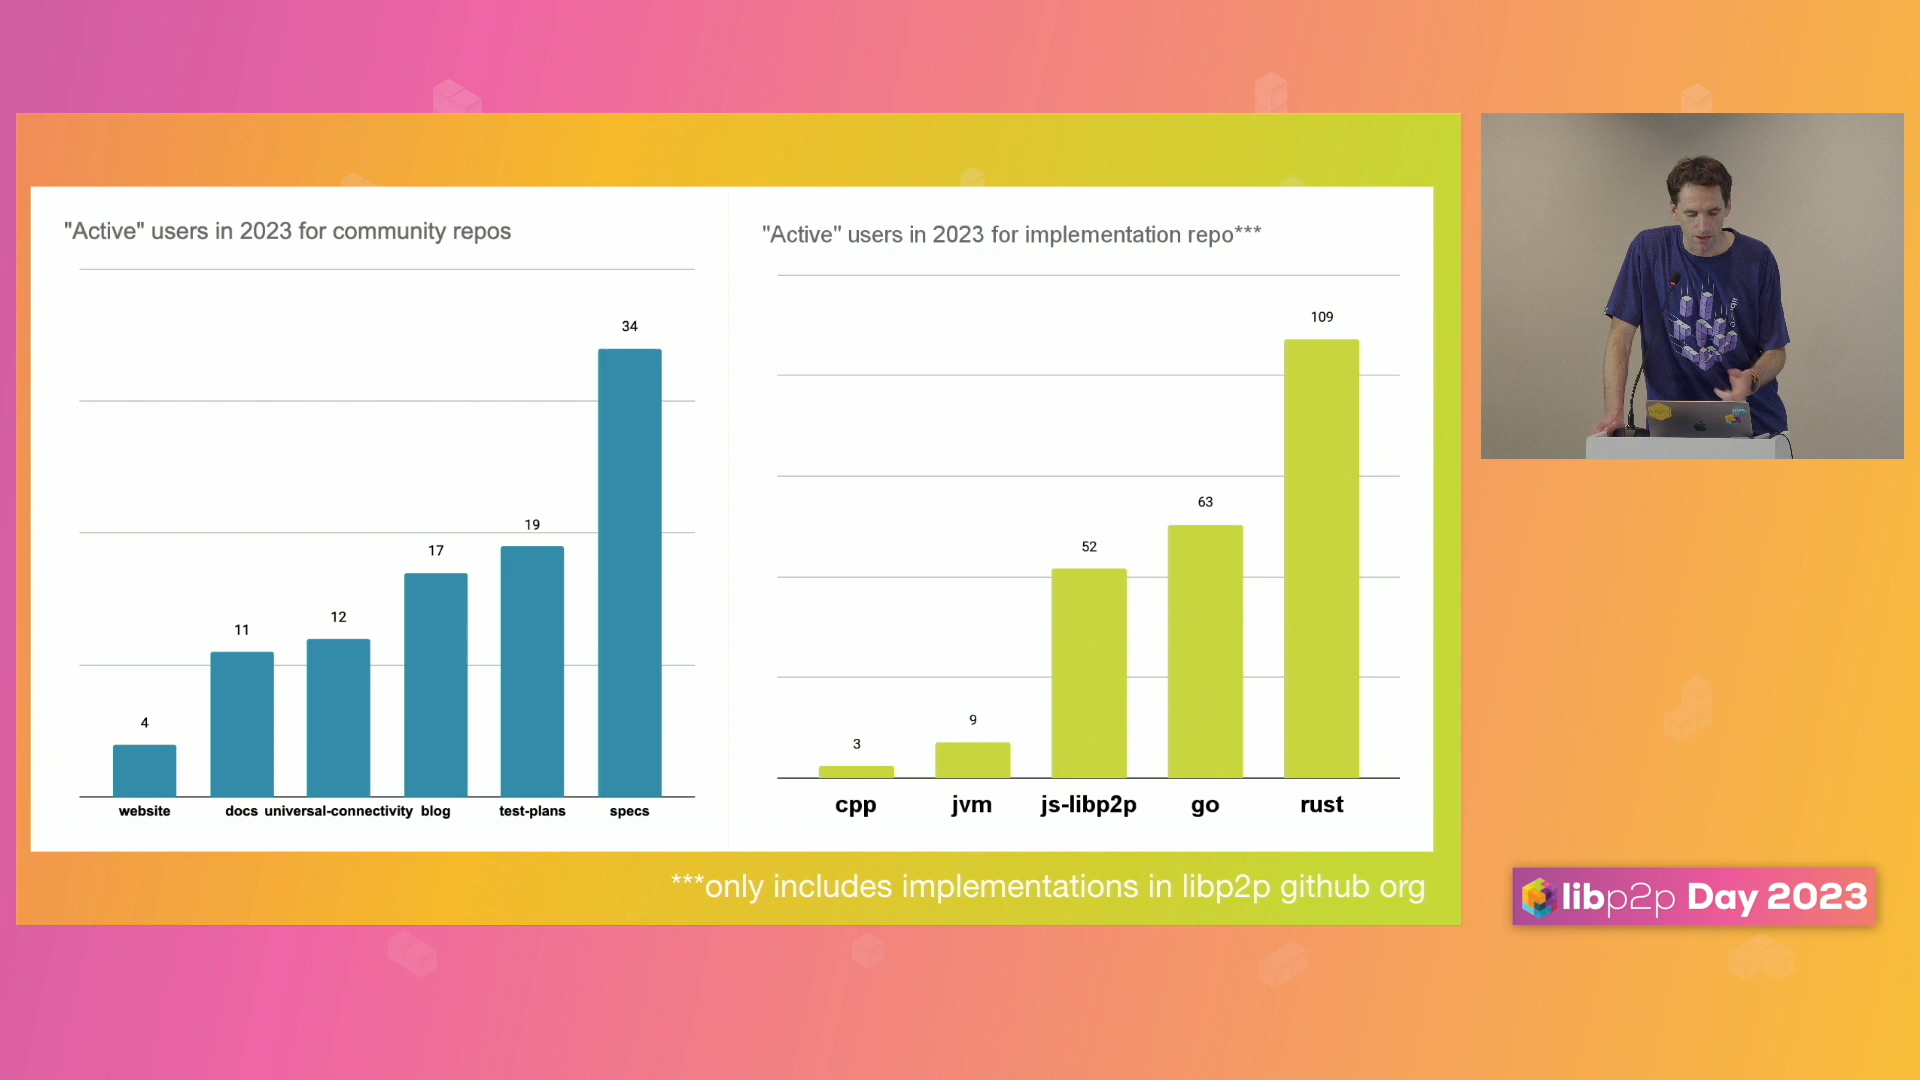 "Active" users in 2023 for community repos
34
19
17
12
11
4
website docs universal-connectivity blog test-plans specs
"Active" users in 2023 for implementation repo***
109
63
52
9
3
cpp jvm js-libp2p go rust
***only includes implementations in libp2p github org
libp2p Day 2023